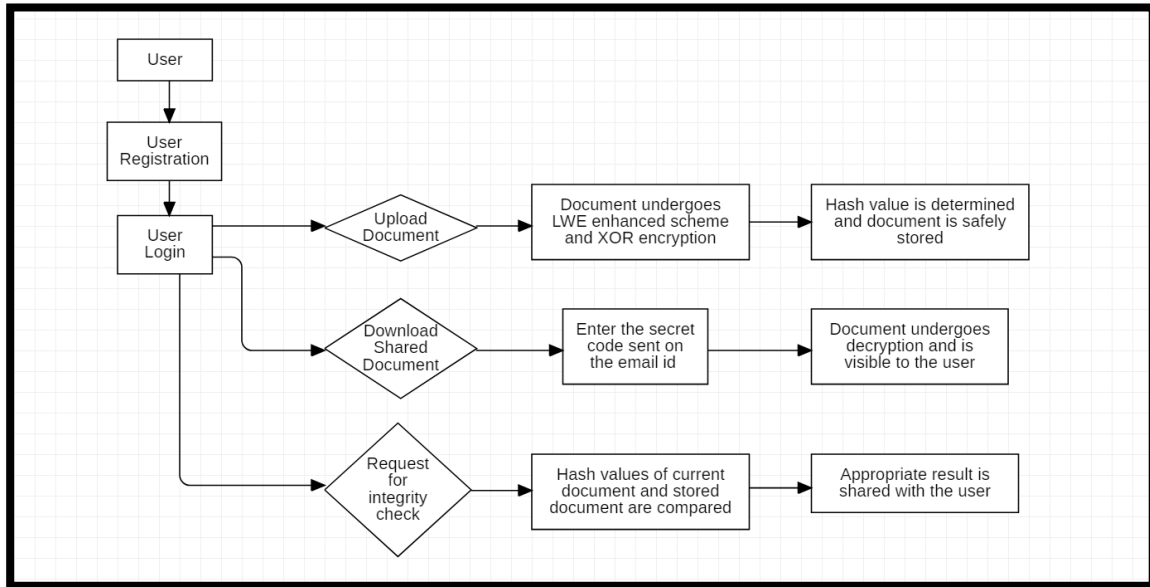 User
User
Registration
User
Login
Upload
Document
Document undergoes
LWE enhanced scheme
and XOR encryption
Hash value is determined
and document is safely
stored
Download
Shared
Document
Enter the secret
code sent on
the email id
Document undergoes
decryption and is
visible to the user
Request
for
integrity
check
Hash values of current
document and stored
document are compared
Appropriate result is
shared with the user